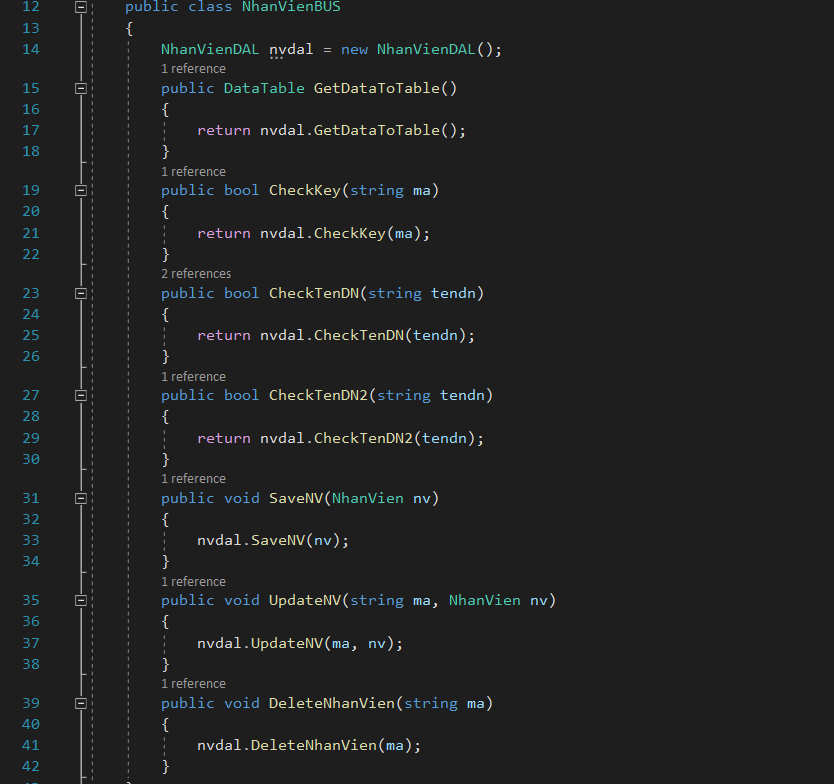 12 public class NhanVienBUS
13 {
14 NhanVienDAL nvdal = new NhanVienDAL();
1 reference
15 public DataTable GetDataToTable()
16 {
17 return nvdal.GetDataToTable();
18 }
1 reference
19 public bool CheckKey(string ma)
20 {
21 return nvdal.CheckKey(ma);
22 }
2 references
23 public bool CheckTenDN(string tendn)
24 {
25 return nvdal.CheckTenDN(tendn);
26 }
1 reference
27 public bool CheckTenDN2(string tendn)
28 {
29 return nvdal.CheckTenDN2(tendn);
30 }
1 reference
31 public void SaveNV(NhanVien nv)
32 {
33 nvdal.SaveNV(nv);
34 }
1 reference
35 public void UpdateNV(string ma, NhanVien nv)
36 {
37 nvdal.UpdateNV(ma, nv);
38 }
1 reference
39 public void DeleteNhanVien(string ma)
40 {
41 nvdal.DeleteNhanVien(ma);
42 }